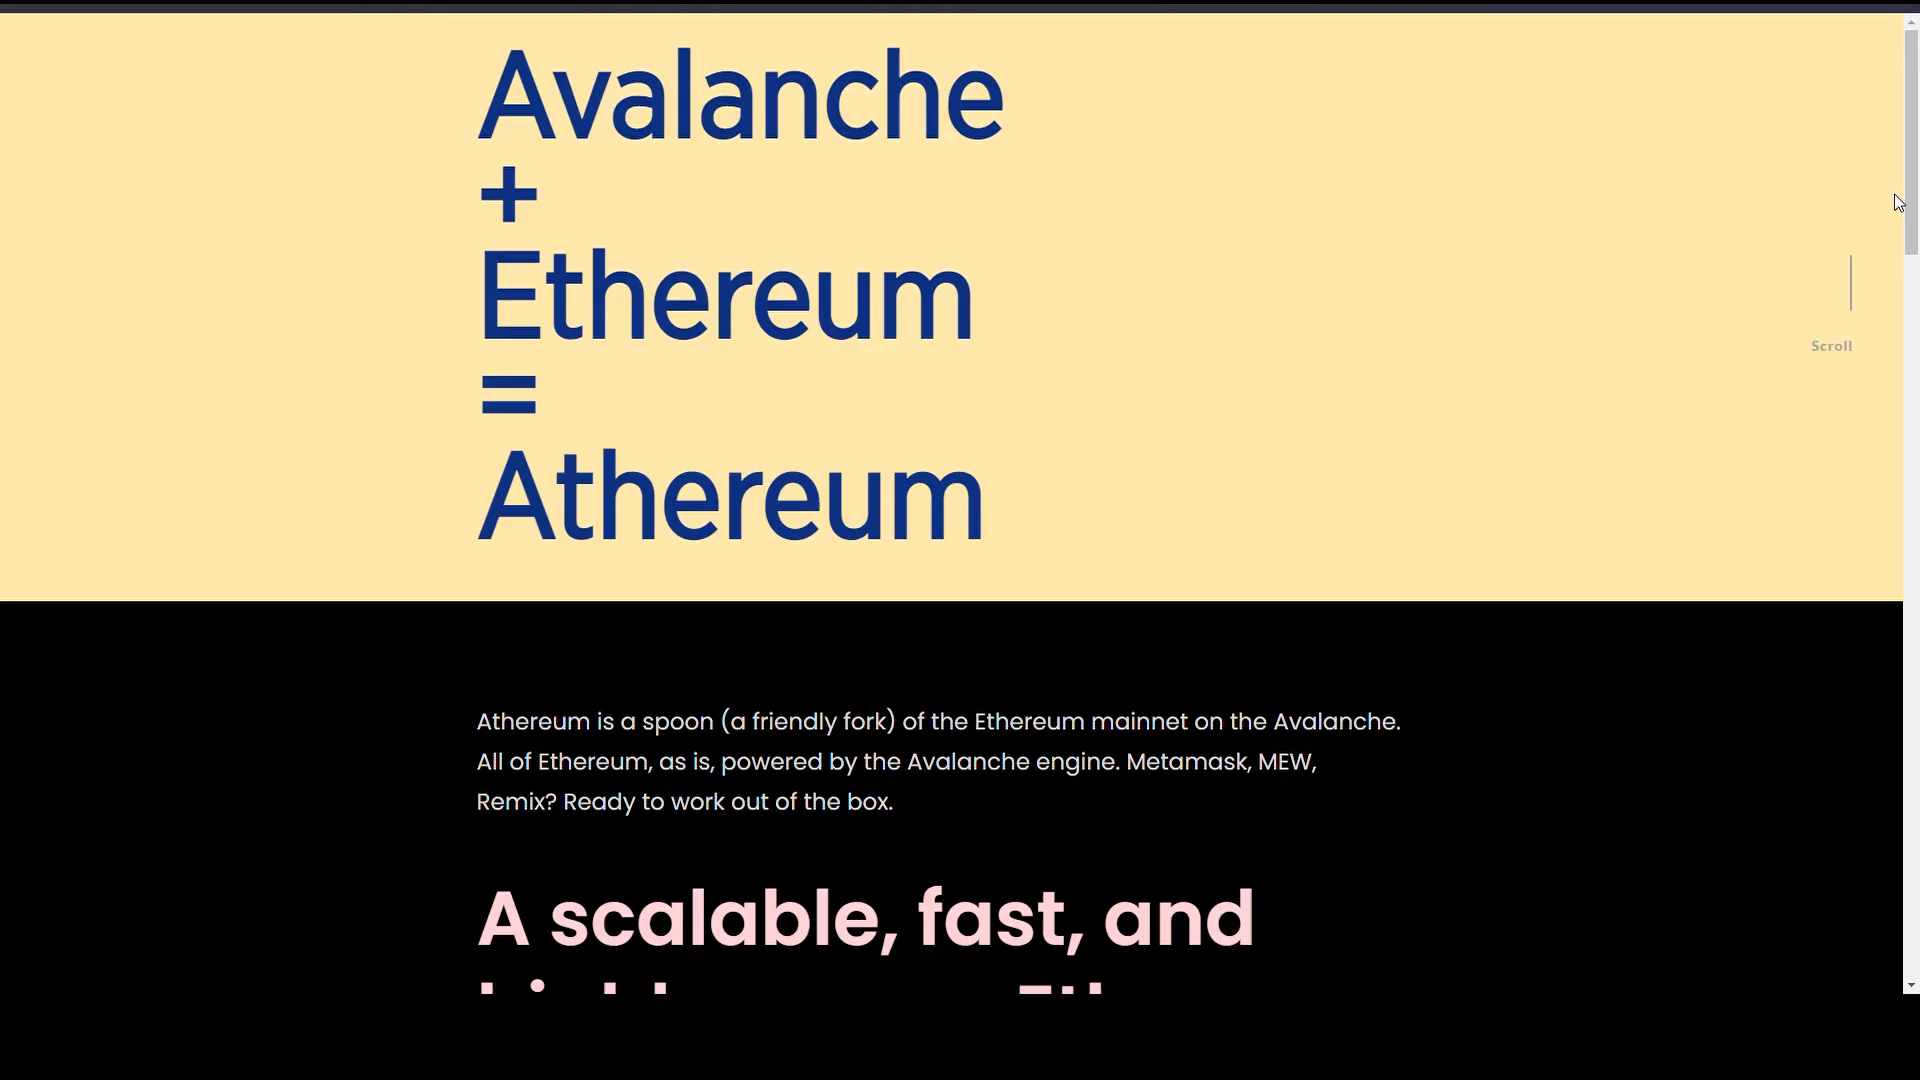 Avalanche
+
Ethereum
=
Athereum
Scroll
Athereum is a spoon (a friendly fork) of the Ethereum mainnet on the Avalanche.
All of Ethereum, as is, powered by the Avalanche engine. Metamask, MEW,
Remix? Ready to work out of the box.
A scalable, fast, and